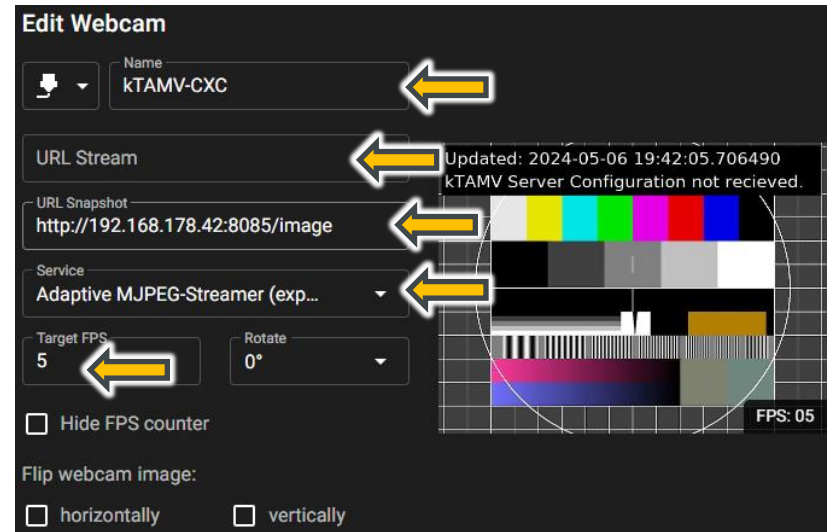 Edit Webcam
Name
kTAMV-CXC
URL Stream
URL Snapshot
http://192.168.178.42:8085/image
Service
Adaptive MJPEG-Streamer (exp...
Target FPS
5
Rotate
0°
Hide FPS counter
Flip webcam image:
horizontally
vertically
Updated: 2024-05-06 19:42:05.706490
kTAMV Server Configuration not recieved.
FPS: 05